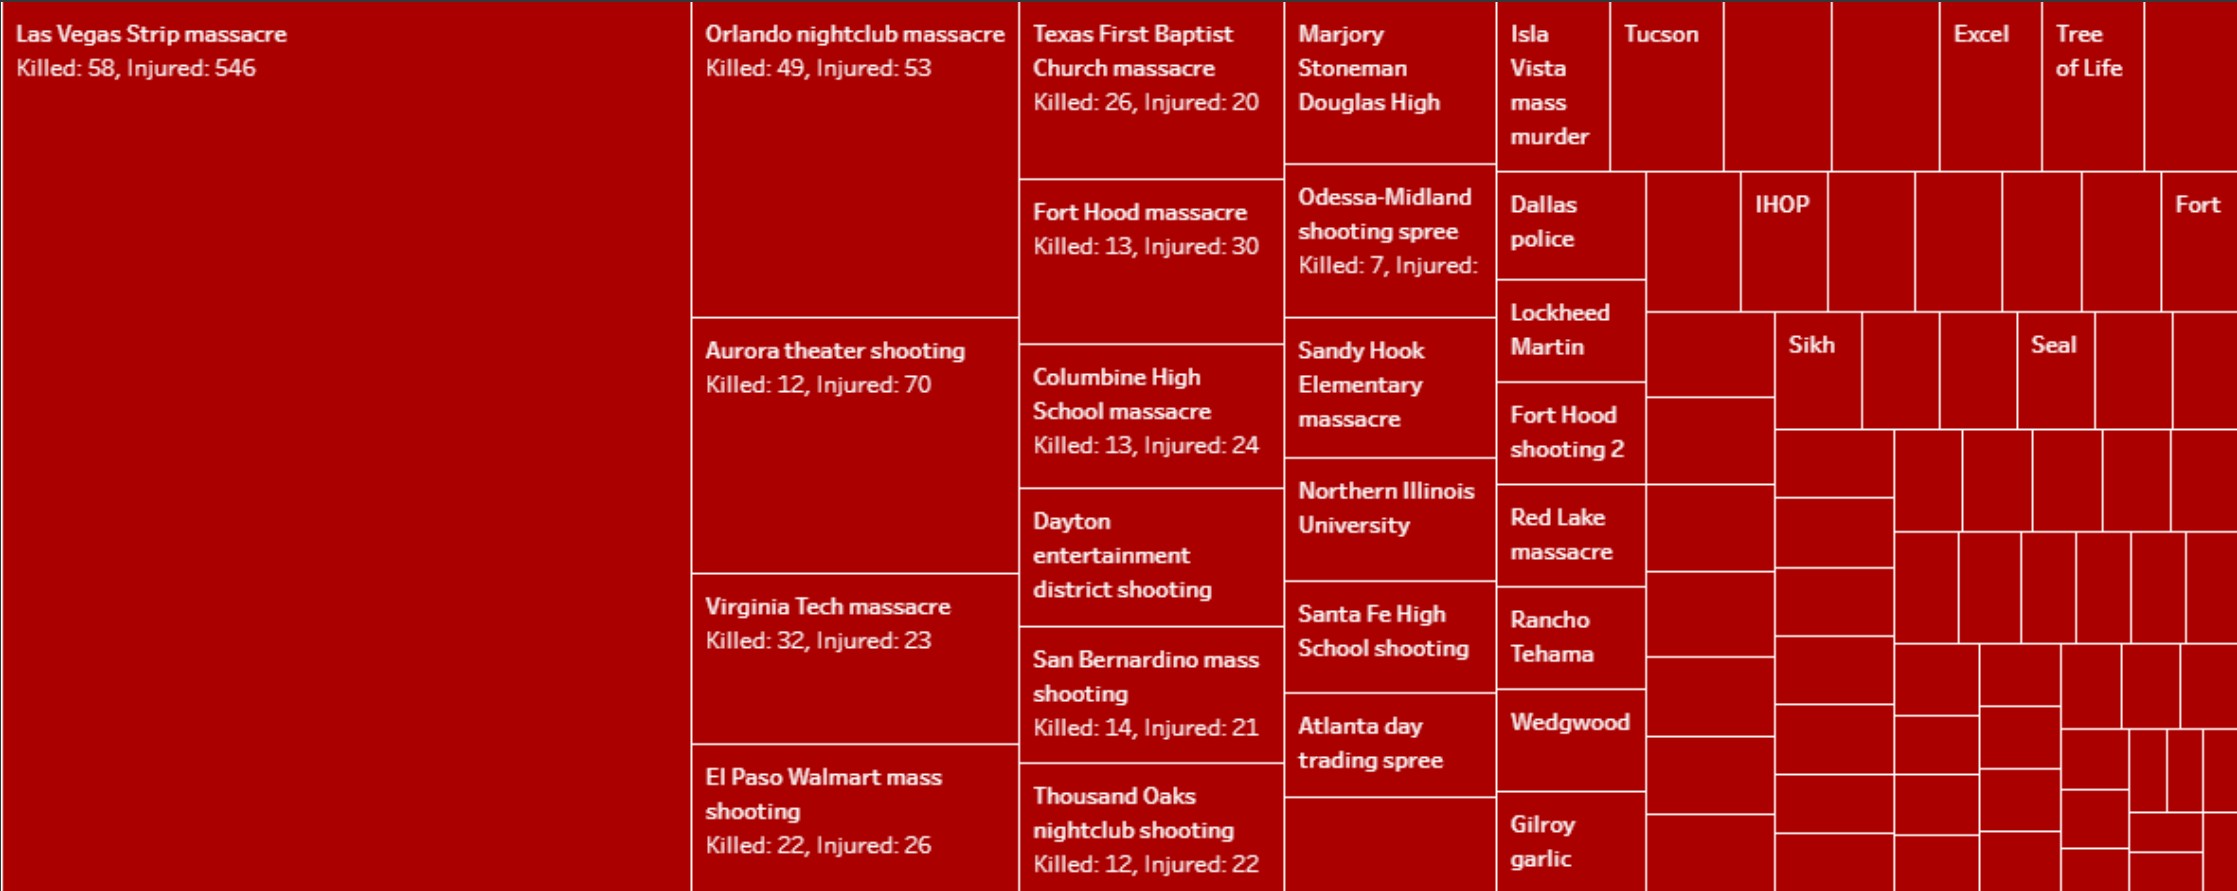 Las Vegas Strip massacre
Killed: 58, Injured: 546
Orlando nightclub massacre
Killed: 49, Injured: 53
Aurora theater shooting
Killed: 12, Injured: 70
Virginia Tech massacre
Killed: 32, Injured: 23
El Paso Walmart mass
shooting
Killed: 22, Injured: 26
Texas First Baptist
Church massacre
Killed: 26, Injured: 20
Fort Hood massacre
Killed: 13, Injured: 30
Columbine High
School massacre
Killed: 13, Injured: 24
Dayton
entertainment
district shooting
San Bernardino mass
shooting
Killed: 14, Injured: 21
Thousand Oaks
nightclub shooting
Killed: 12, Injured: 22
Marjory
Stoneman
Douglas High
Odessa-Midland
shooting spree
Killed: 7, Injured:
Sandy Hook
Elementary
massacre
Northern Illinois
University
Santa Fe High
School shooting
Atlanta day
trading spree
Isla
Vista
mass
murder
Tucson
Excel
Tree
of Life
Dallas
police
IHOP
Fort
Lockheed
Martin
Sikh
Seal
Fort Hood
shooting 2
Red Lake
massacre
Rancho
Tehama
Wedgwood
Gilroy
garlic